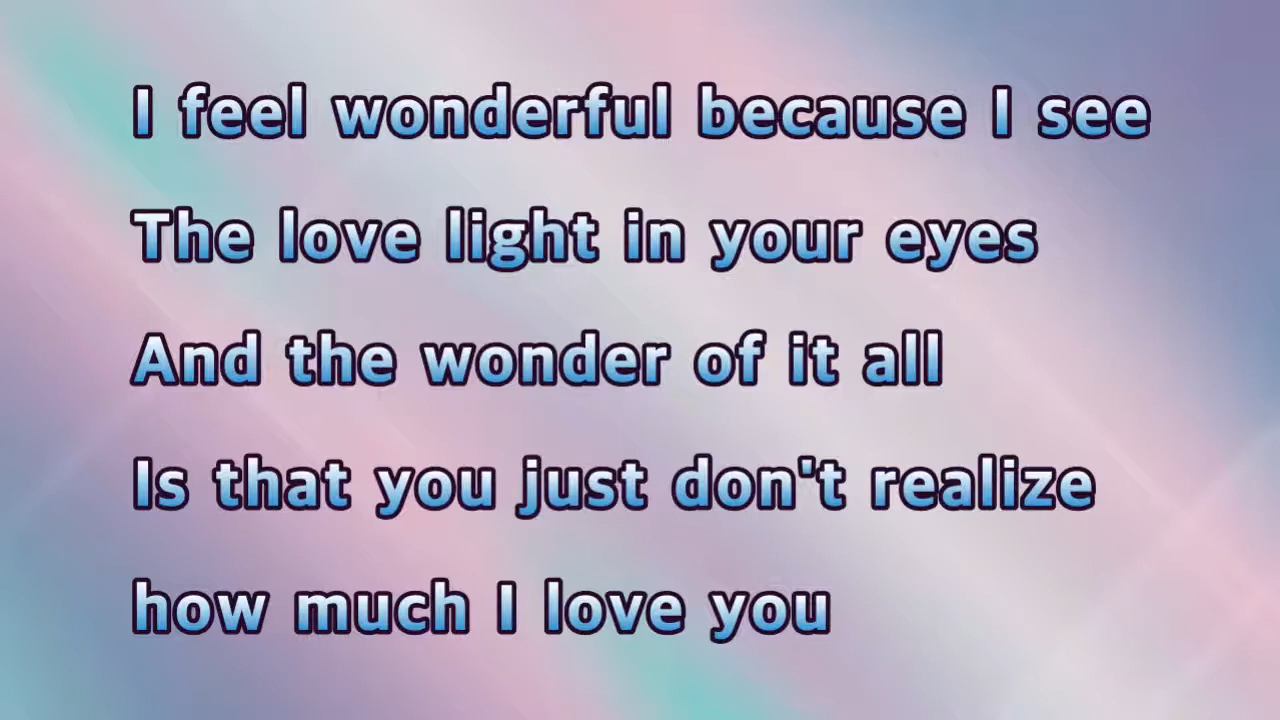 I feel wonderful because I see
The love light in your eyes
And the wonder of it all
Is that you just don't realize
how much I love you